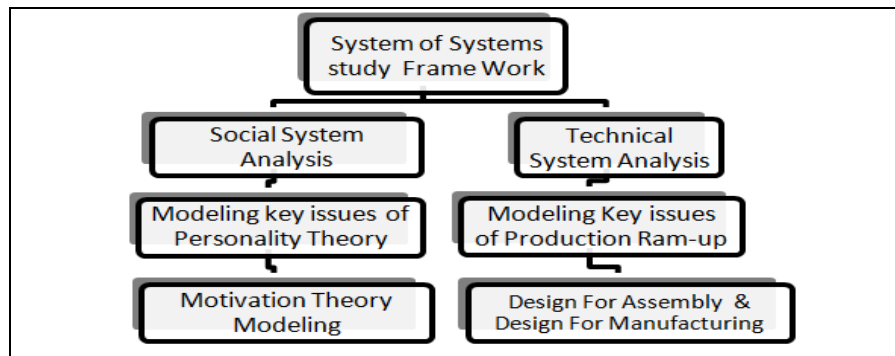 System of Systems
study Frame Work
Social System
Analysis
Technical
System Analysis
Modeling key issues of
Personality Theory
Modeling Key issues
of Production Ram-up
Motivation Theory
Modeling
Design For Assembly &
Design For Manufacturing